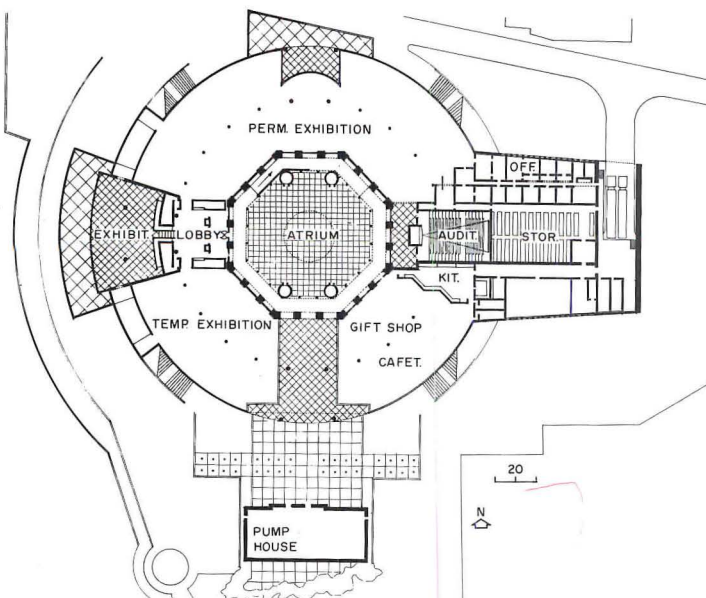 PERM. EXHIBITION
OFF.
EXHIBIT.
LOBBY
ATRIUM
AUDIT.
STOR.
KIT.
TEMP. EXHIBITION
GIFT SHOP
CAFET.
20
N
PUMP
HOUSE